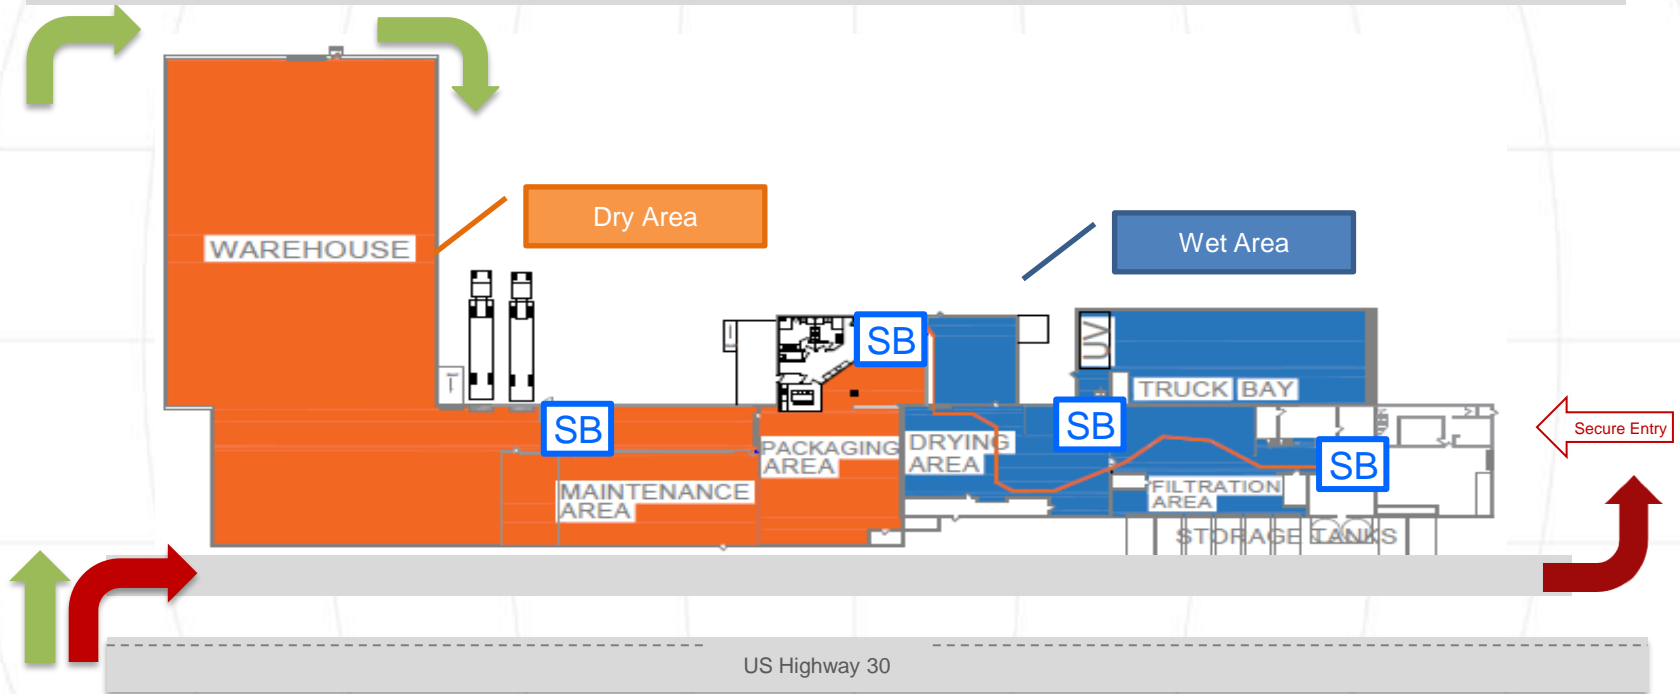 Dry Area
Wet Area
WAREHOUSE
SB
UV
TRUCK BAY
SB
SB
Secure Entry
PACKAGING
AREA
DRYING
AREA
SB
MAINTENANCE
AREA
FILTRATION
AREA
STORAGE TANKS
US Highway 30